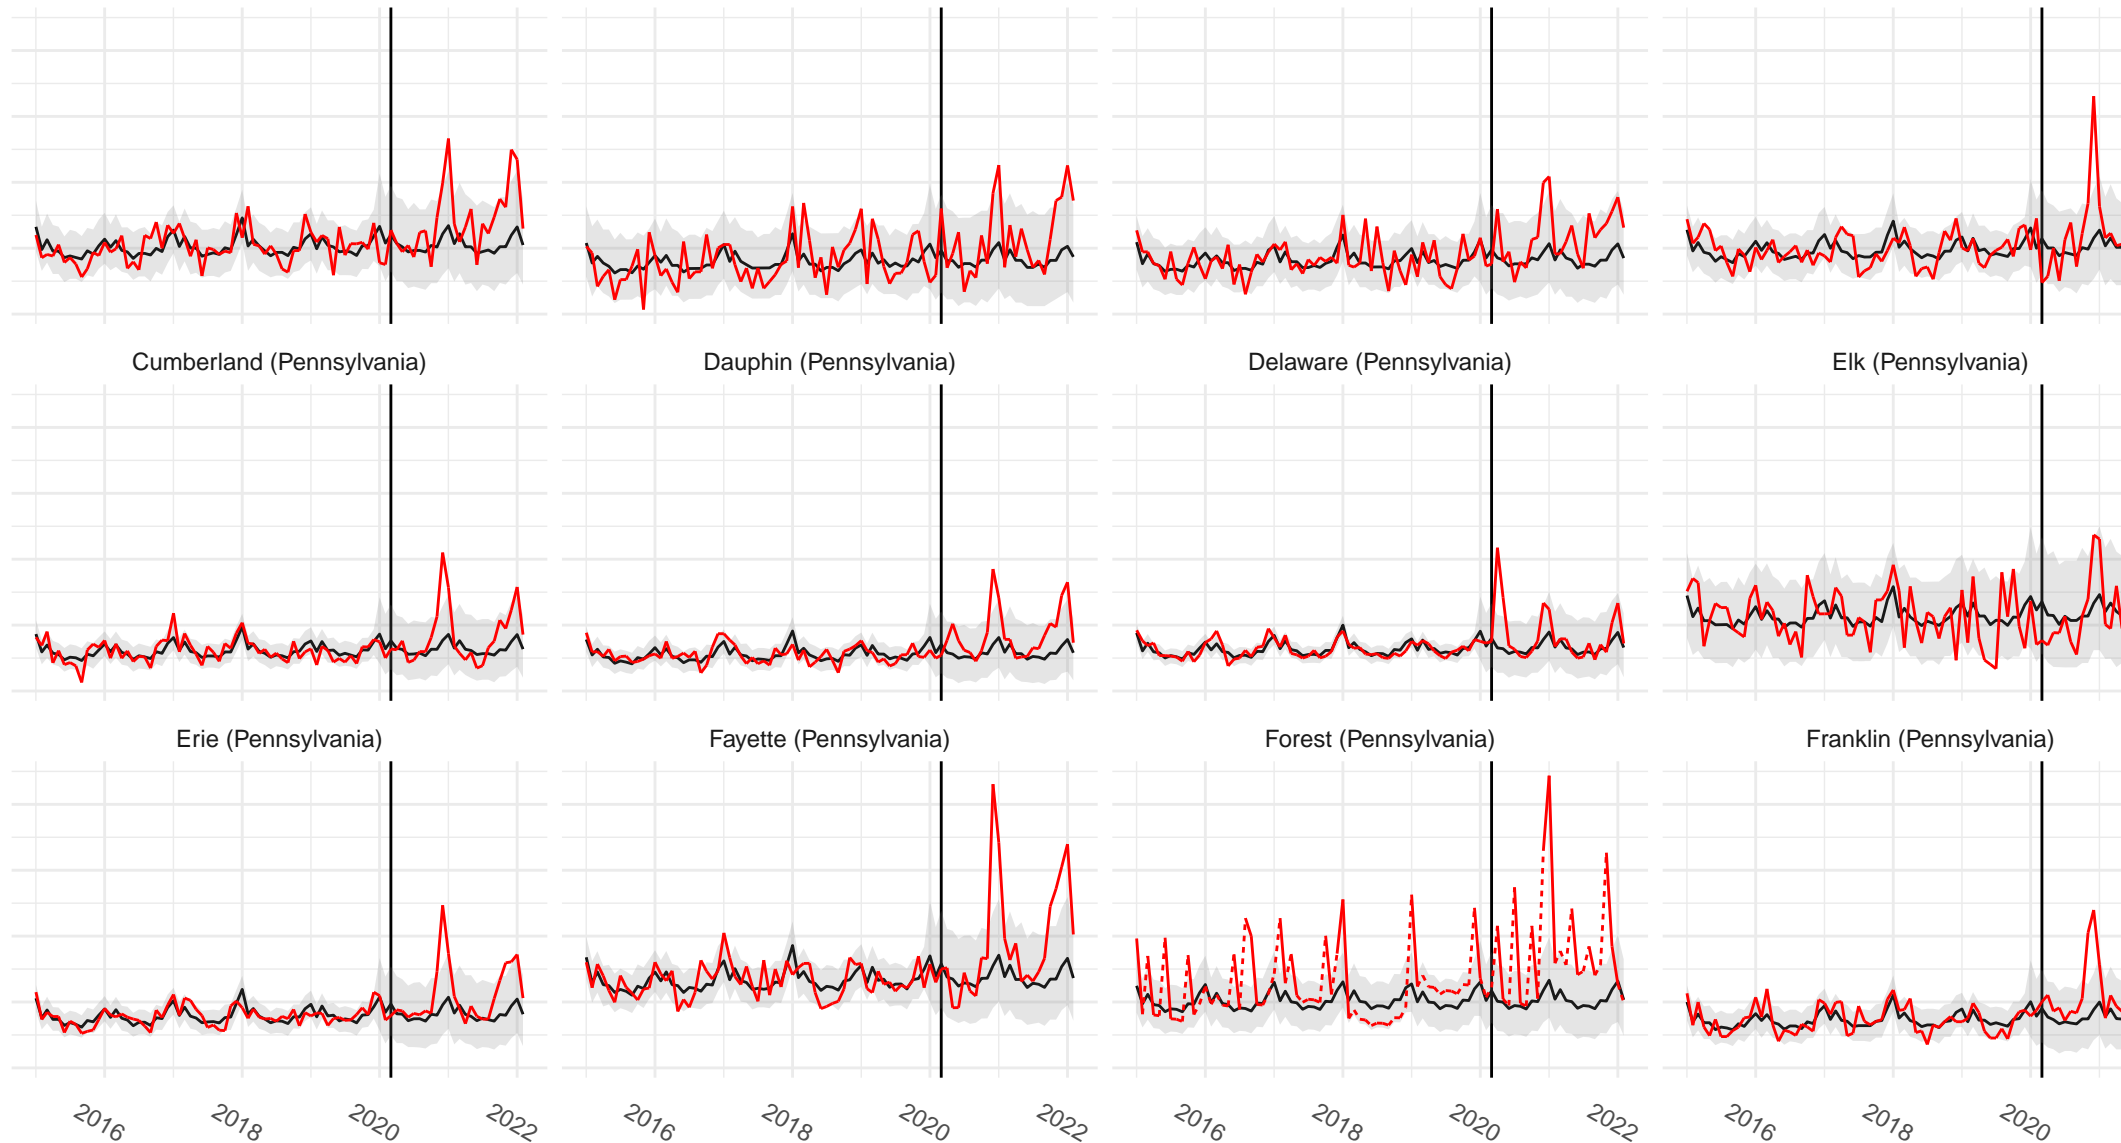 Cumberland (Pennsylvania) Dauphin (Pennsylvania) Delaware (Pennsylvania) Elk (Pennsylvania)
Erie (Pennsylvania) Fayette (Pennsylvania) Forest (Pennsylvania) Franklin (Pennsylvania)
2016 2018 2020 2022 2016 2018 2020 2022 2016 2018 2020 2022 2016 2018 2020